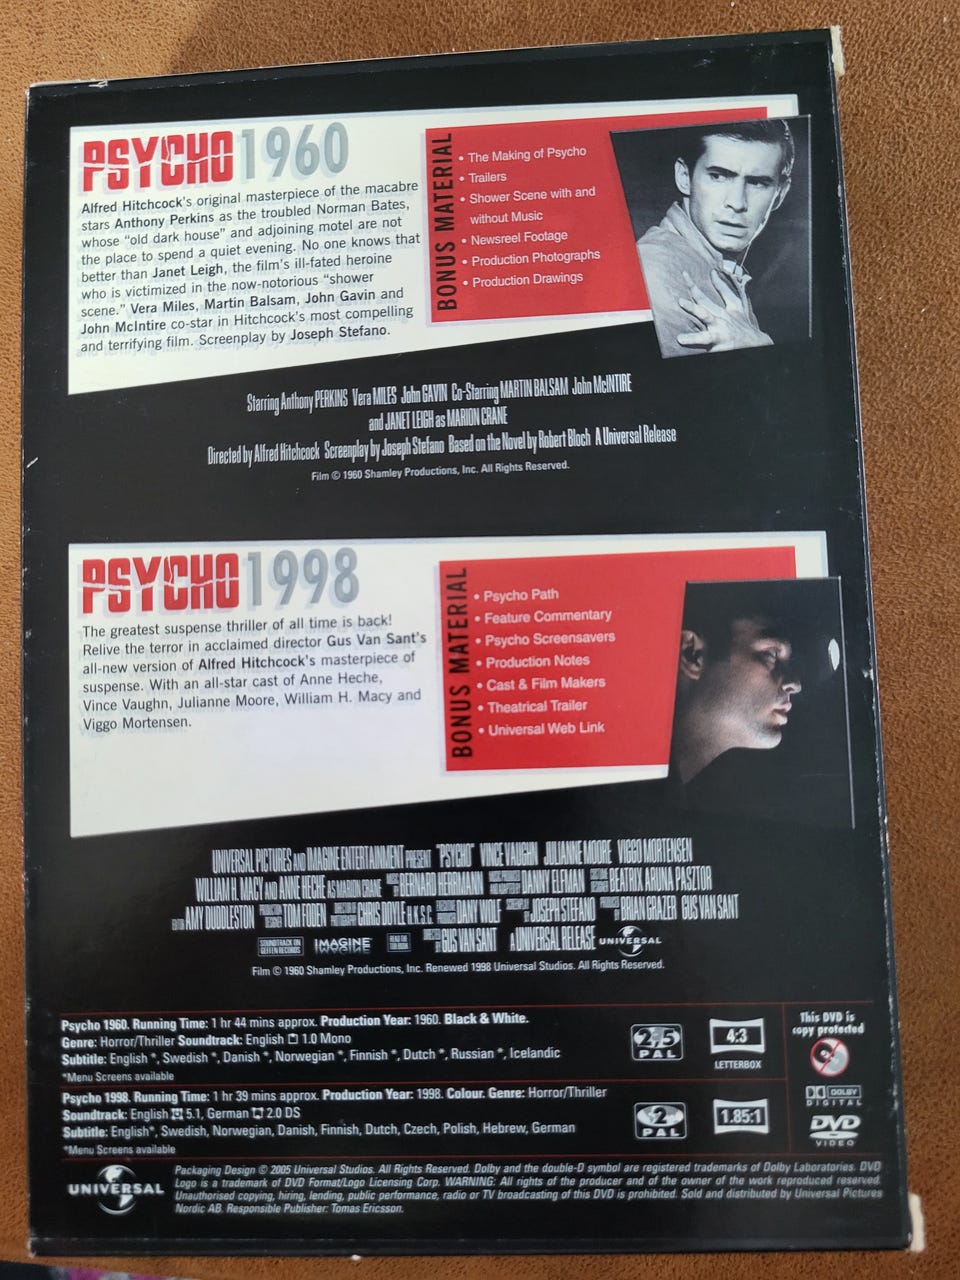 PSYCHO 1960
Alfred Hitchcock's original masterpiece of the macabre
stars Anthony Perkins as the troubled Norman Bates,
whose “old dark house” and adjoining motel are not
the place to spend a quiet evening. No one knows that
better than Janet Leigh, the film's ill-fated heroine
who is victimized in the now-notorious “shower
scene.” Vera Miles, Martin Balsam, John Gavin and
John McIntire co-star in Hitchcock's most compelling
and terrifying film. Screenplay by Joseph Stefano.
BONUS MATERIAL
• The Making of Psycho
• Trailers
• Shower Scene with and
without Music
• Newsreel Footage
• Production Photographs
• Production Drawings
Starring Anthony PERKINS Vera MILES John GAVIN Co-Starring MARTIN BALSAM John McINTIRE
and JANET LEIGH as MARION CRANE
Directed by Alfred Hitchcock Screenplay by Joseph Stefano Based on the Novel by Robert Bloch A Universal Release
Film © 1960 Shamley Productions, Inc. All Rights Reserved.
PSYCHO 1998
The greatest suspense thriller of all time is back!
Relive the terror in acclaimed director Gus Van Sant's
all-new version of Alfred Hitchcock's masterpiece of
suspense. With an all-star cast of Anne Heche,
Vince Vaughn, Julianne Moore, William H. Macy and
Viggo Mortensen.
BONUS MATERIAL
• Psycho Path
• Feature Commentary
• Psycho Screensavers
• Production Notes
• Cast & Film Makers
• Theatrical Trailer
• Universal Web Link
UNIVERSAL PICTURES AND IMAGINE ENTERTAINMENT PRESENT "PSYCHO" VINCE VAUGHN JULIANNE MOORE VIGGO MORTENSEN
WILLIAM H. MACY AND ANNE HECHE AS MARION CRANE BERNARD HERRMANN DANNY ELFMAN BEATRIX ARUNA PASZTOR
AMY DUDDLESTON TOM FODEN CHRIS DOYLE H.K.S.C. DANY WOLF JOSEPH STEFANO BRIAN GRAZER GUS VAN SANT
SOUNDTRACK ON GEFFEN RECORDS IMAGINE READ THE GUS VAN SANT A UNIVERSAL RELEASE UNIVERSAL
Film © 1960 Shamley Productions, Inc. Renewed 1998 Universal Studios. All Rights Reserved.
Psycho 1960. Running Time: 1 hr 44 mins approx. Production Year: 1960. Black & White.
Genre: Horror/Thriller Soundtrack: English 1.0 Mono
Subtitle: English *, Swedish *, Danish *, Norwegian *, Finnish *, Dutch *, Russian *, Icelandic
*Menu Screens available
2·5
PAL
4:3
LETTERBOX
This DVD is
copy protected
Psycho 1998. Running Time: 1 hr 39 mins approx. Production Year: 1998. Colour. Genre: Horror/Thriller
Soundtrack: English 5.1, German 2.0 DS
Subtitle: English*, Swedish, Norwegian, Danish, Finnish, Dutch, Czech, Polish, Hebrew, German
*Menu Screens available
2
PAL
1.85:1
DOLBY
DIGITAL
DVD
VIDEO
UNIVERSAL
Packaging Design © 2005 Universal Studios. All Rights Reserved. Dolby and the double-D symbol are registered trademarks of Dolby Laboratories. DVD
Logo is a trademark of DVD Format/Logo Licensing Corp. WARNING: All rights of the producer and of the owner of the work reproduced reserved.
Unauthorised copying, hiring, lending, public performance, radio or TV broadcasting of this DVD is prohibited. Sold and distributed by Universal Pictures
Nordic AB. Responsible Publisher: Tomas Ericsson.